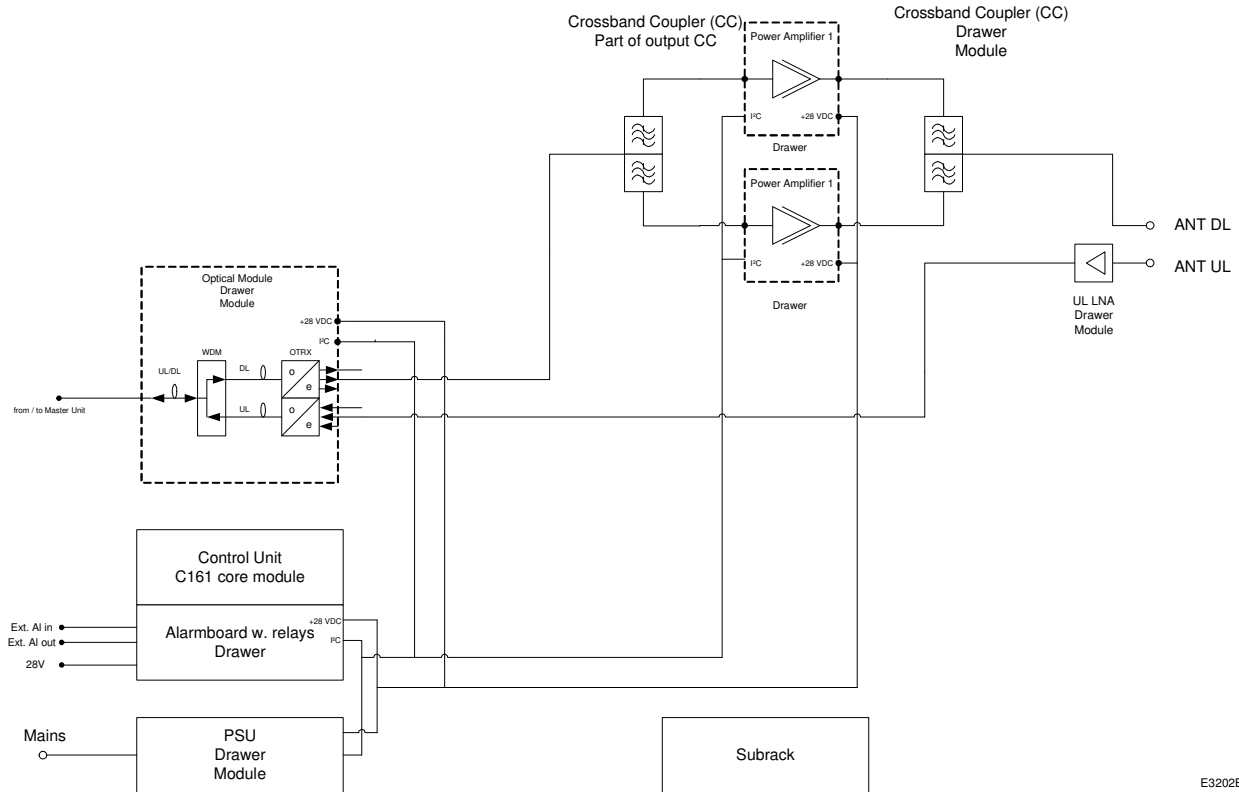 Crossband Coupler (CC)
Part of output CC
Crossband Coupler (CC)
Drawer
Module
Power Amplifier 1
I²C
+28 VDC
Drawer
Power Amplifier 1
I²C
+28 VDC
Drawer
ANT DL
ANT UL
UL LNA
Drawer
Module
Optical Module
Drawer
Module
+28 VDC
I²C
WDM
OTRX
UL/DL
DL
o
e
UL
o
e
from / to Master Unit
Control Unit
C161 core module
Alarmboard w. relays
Drawer
+28 VDC
I²C
Ext. Al in
Ext. Al out
28V
Mains
PSU
Drawer
Module
Subrack